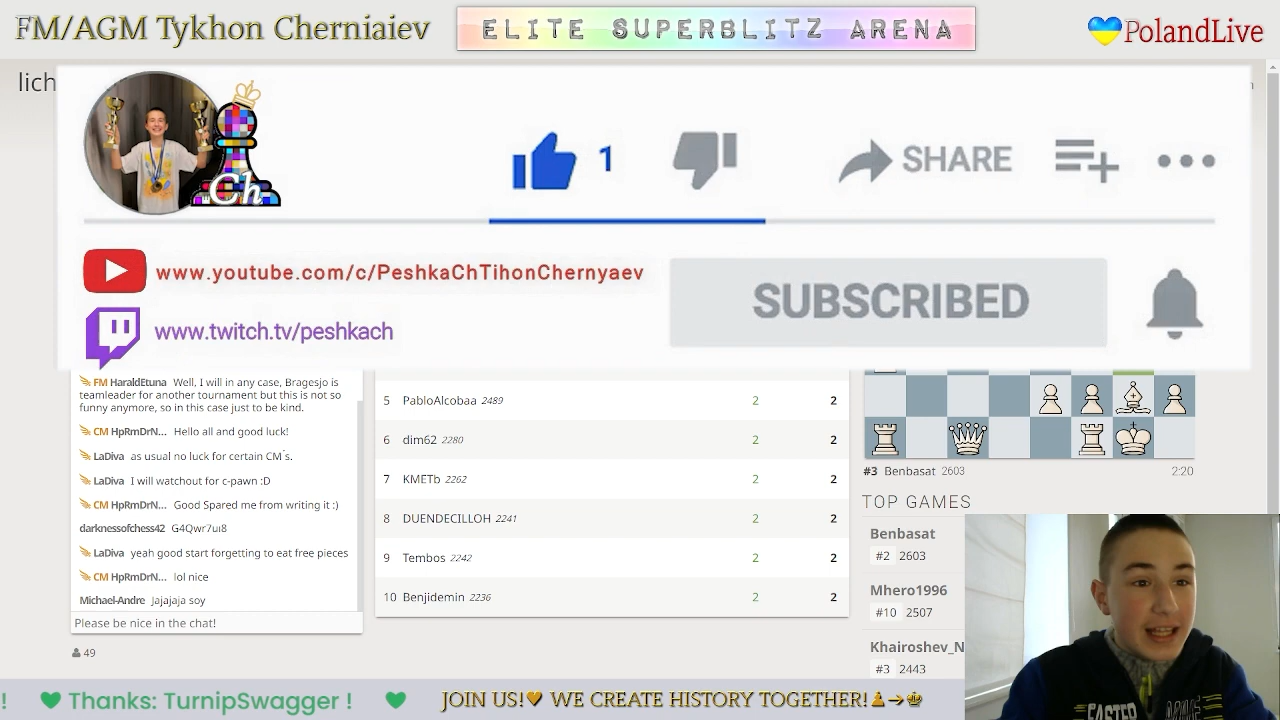 FM/AGM Tykhon Cherniaiev
ELITE SUPERBLITZ ARENA
PolandLive
lich
Ch
1
SHARE
www.youtube.com/c/PeshkaChTihonChernyaev
SUBSCRIBED
www.twitch.tv/peshkach
FM HaraldEtuna Well, I will in any case, Bragesjo is
teamleader for another tournament but this is not so
funny anymore, so in this case just to be kind.
CM HpRmDrN... Hello all and good luck!
LaDiva as usual no luck for certain CM`s.
LaDiva I will watchout for c-pawn :D
CM HpRmDrN... Good Spared me from writing it :)
darknessofchess42 G4Qwr7ui8
LaDiva yeah good start forgetting to eat free pieces
CM HpRmDrN... lol nice
Michael-Andre Jajajaja soy
Please be nice in the chat!
49
5 PabloAlcobaa 2489 2 2
6 dim62 2280 2 2
7 KMETb 2262 2 2
8 DUENDECILLOH 2241 2 2
9 Tembos 2242 2 2
10 Benjidemin 2236 2 2
#3 Benbasat 2603 2:20
TOP GAMES
Benbasat
#2 2603
Mhero1996
#10 2507
Khairoshev_N
#3 2443
! Thanks: TurnipSwagger ! JOIN US! WE CREATE HISTORY TOGETHER!
FASTER